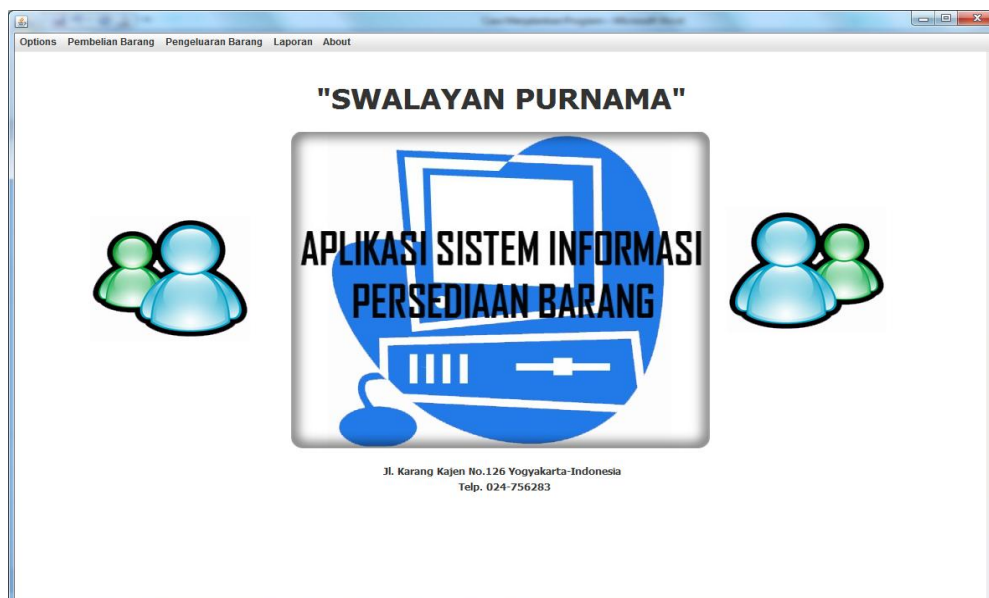 Options Pembelian Barang Pengeluaran Barang Laporan About
"SWALAYAN PURNAMA"
APLIKASI SISTEM INFORMASI
PERSEDIAAN BARANG
Jl. Karang Kajen No.126 Yogyakarta-Indonesia
Telp. 024-756283